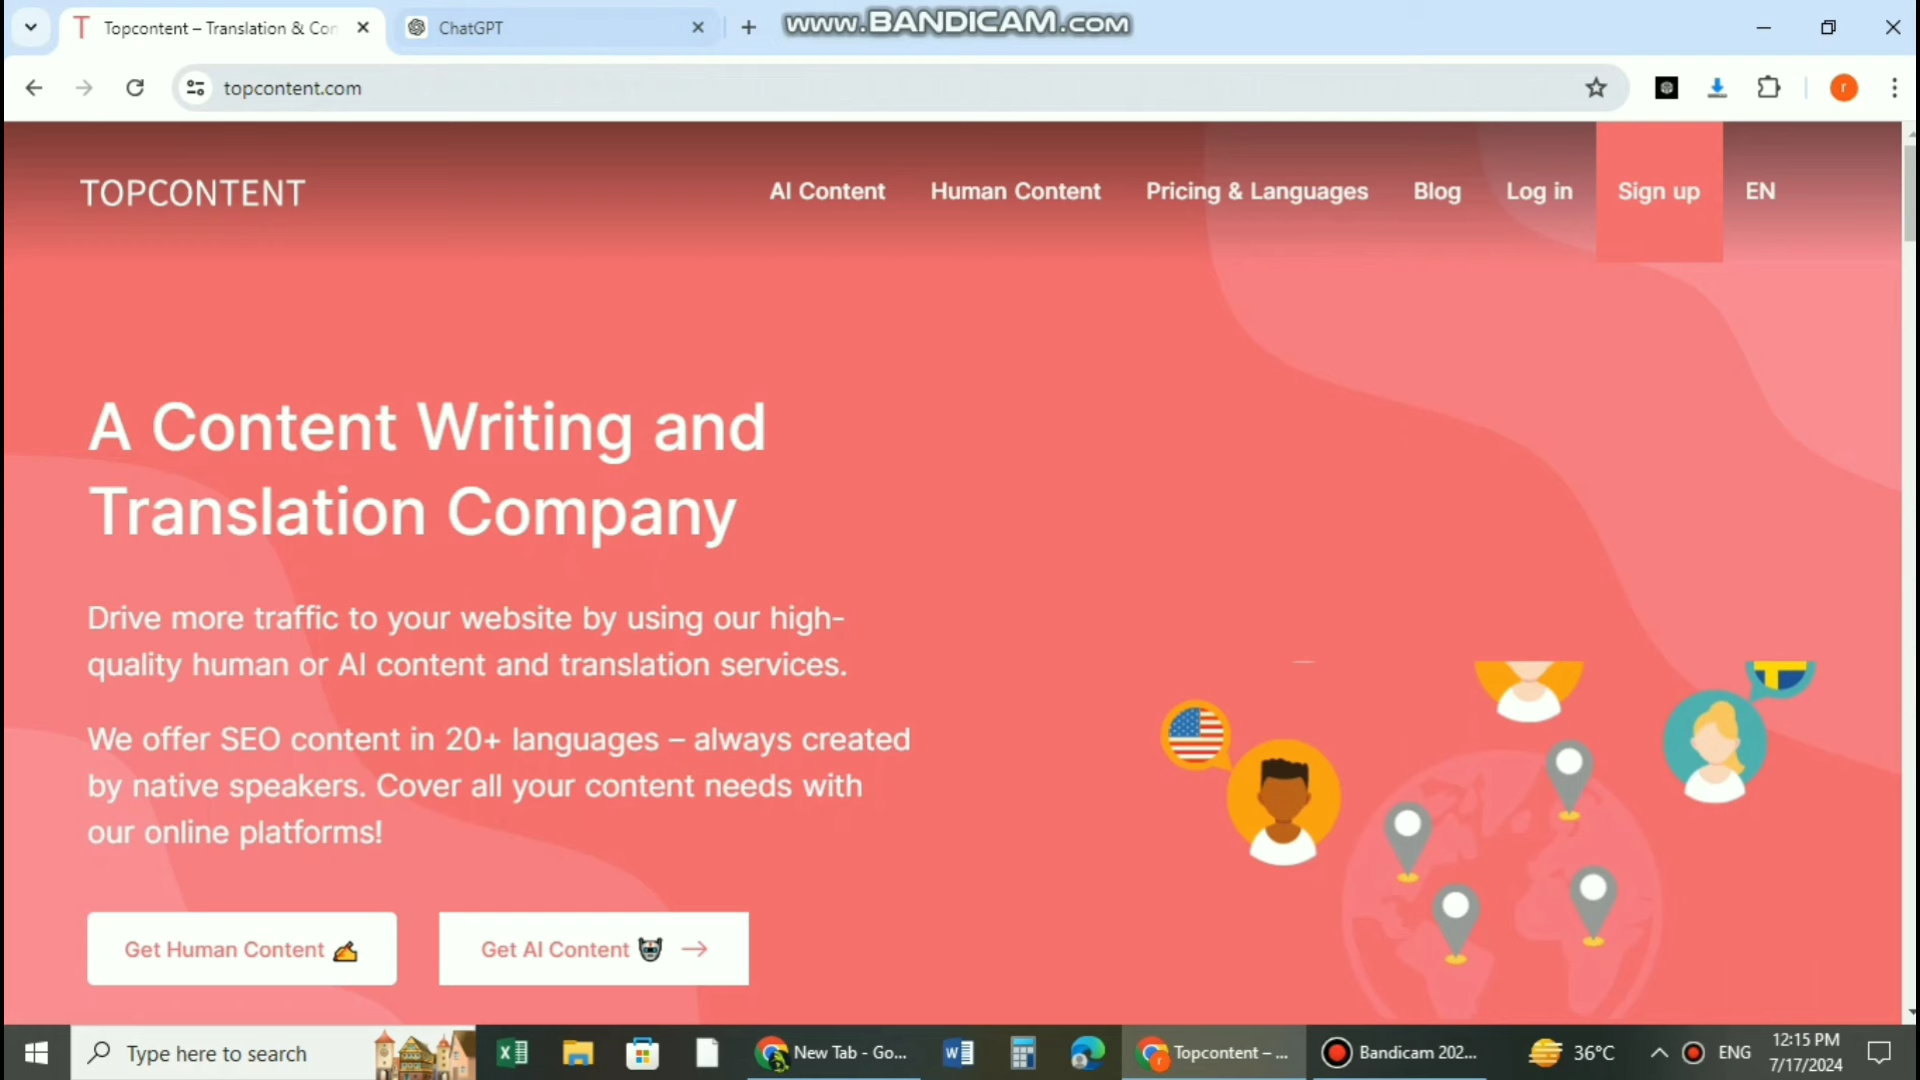 Topcontent – Translation & Con
ChatGPT
www.BANDICAM.com
topcontent.com
r
TOPCONTENT
AI Content
Human Content
Pricing & Languages
Blog
Log in
Sign up
EN
A Content Writing and
Translation Company
Drive more traffic to your website by using our high-
quality human or AI content and translation services.
We offer SEO content in 20+ languages – always created
by native speakers. Cover all your content needs with
our online platforms!
Get Human Content
Get AI Content
Type here to search
New Tab - Go...
Topcontent – ...
Bandicam 202...
36°C
ENG
12:15 PM
7/17/2024